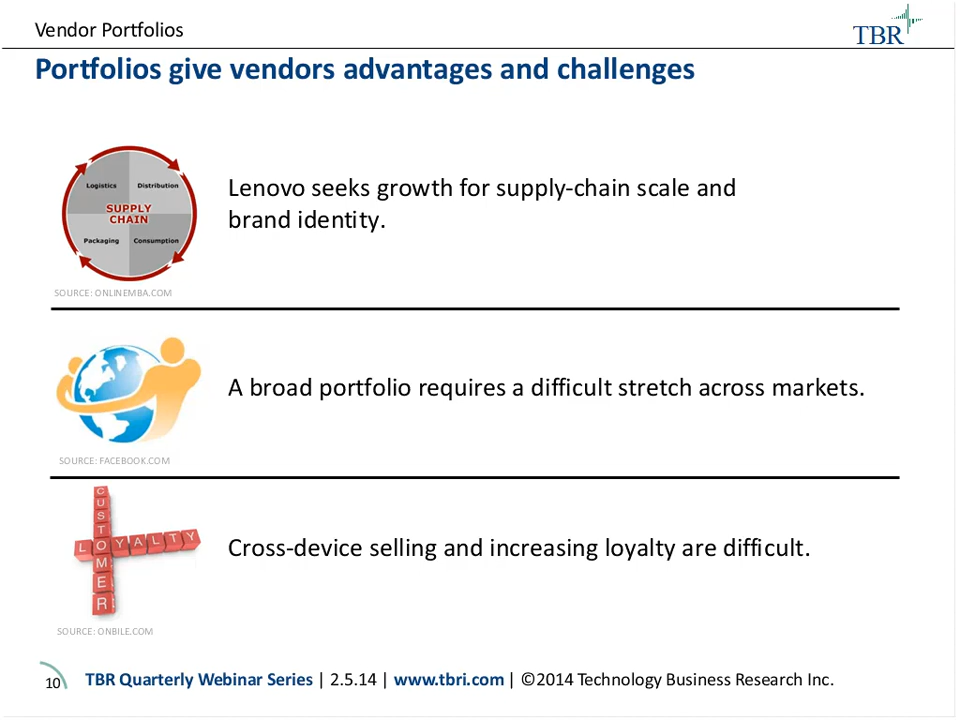 Vendor Portfolios
TBR
Portfolios give vendors advantages and challenges
Logistics
Distribution
SUPPLY
CHAIN
Packaging
Consumption
SOURCE: ONLINEMBA.COM
Lenovo seeks growth for supply-chain scale and
brand identity.
SOURCE: FACEBOOK.COM
A broad portfolio requires a difficult stretch across markets.
CUSTOMER
LOYALTY
SOURCE: ONBILE.COM
Cross-device selling and increasing loyalty are difficult.
10
TBR Quarterly Webinar Series | 2.5.14 | www.tbri.com | ©2014 Technology Business Research Inc.